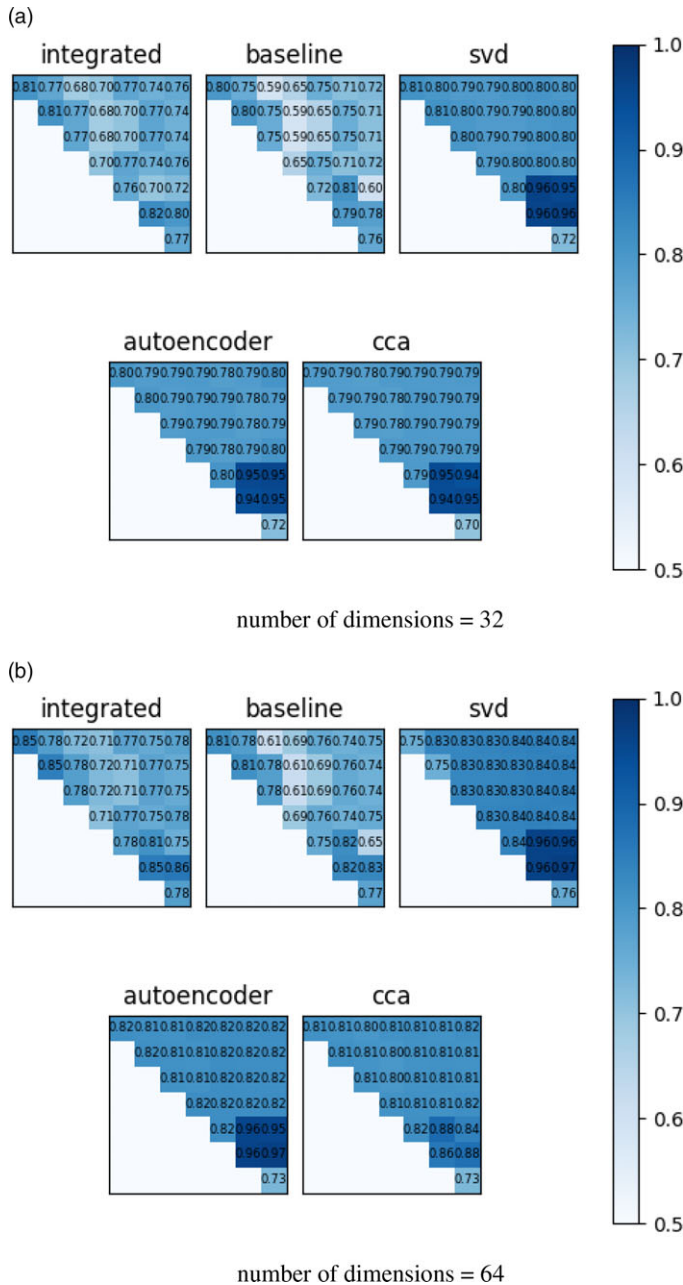 (a)
integrated baseline svd
0.81 0.77 0.68 0.70 0.77 0.74 0.76 0.80 0.75 0.59 0.65 0.75 0.71 0.72 0.81 0.80 0.79 0.79 0.80 0.80 0.80 1.0
0.81 0.77 0.68 0.70 0.77 0.74 0.80 0.75 0.59 0.65 0.75 0.71 0.81 0.80 0.79 0.79 0.80 0.80
0.77 0.68 0.70 0.77 0.74 0.75 0.59 0.65 0.75 0.71 0.80 0.79 0.79 0.80 0.80 0.9
0.70 0.77 0.74 0.76 0.65 0.75 0.71 0.72 0.79 0.80 0.80 0.80
0.76 0.70 0.72 0.72 0.81 0.60 0.80 0.96 0.95
0.82 0.80 0.79 0.78 0.96 0.96
0.77 0.76 0.72 0.8
autoencoder cca
0.80 0.79 0.79 0.79 0.78 0.79 0.80 0.79 0.79 0.78 0.79 0.79 0.79 0.79 0.7
0.80 0.79 0.79 0.79 0.78 0.79 0.79 0.79 0.78 0.79 0.79 0.79
0.79 0.79 0.79 0.78 0.79 0.79 0.78 0.79 0.79 0.79
0.79 0.78 0.79 0.80 0.79 0.79 0.79 0.79 0.6
0.80 0.95 0.95 0.79 0.95 0.94
0.94 0.95 0.94 0.95
0.72 0.70 0.5
number of dimensions = 32
(b)
integrated baseline svd
0.85 0.78 0.72 0.71 0.77 0.75 0.78 0.81 0.78 0.61 0.69 0.76 0.74 0.75 0.75 0.83 0.83 0.83 0.84 0.84 0.84 1.0
0.85 0.78 0.72 0.71 0.77 0.75 0.81 0.78 0.61 0.69 0.76 0.74 0.75 0.83 0.83 0.83 0.84 0.84
0.78 0.72 0.71 0.77 0.75 0.78 0.61 0.69 0.76 0.74 0.83 0.83 0.83 0.84 0.84 0.9
0.71 0.77 0.75 0.78 0.69 0.76 0.74 0.75 0.83 0.84 0.84 0.84
0.78 0.81 0.75 0.75 0.82 0.65 0.84 0.96 0.96
0.85 0.86 0.82 0.83 0.96 0.97
0.78 0.77 0.76 0.8
autoencoder cca
0.82 0.81 0.81 0.82 0.82 0.82 0.82 0.81 0.81 0.80 0.81 0.81 0.81 0.82 0.7
0.82 0.81 0.81 0.82 0.82 0.82 0.81 0.81 0.80 0.81 0.81 0.81
0.81 0.81 0.82 0.82 0.82 0.81 0.80 0.81 0.81 0.81
0.82 0.82 0.82 0.82 0.81 0.81 0.81 0.82 0.6
0.82 0.96 0.95 0.82 0.88 0.84
0.96 0.97 0.86 0.88
0.73 0.73 0.5
number of dimensions = 64